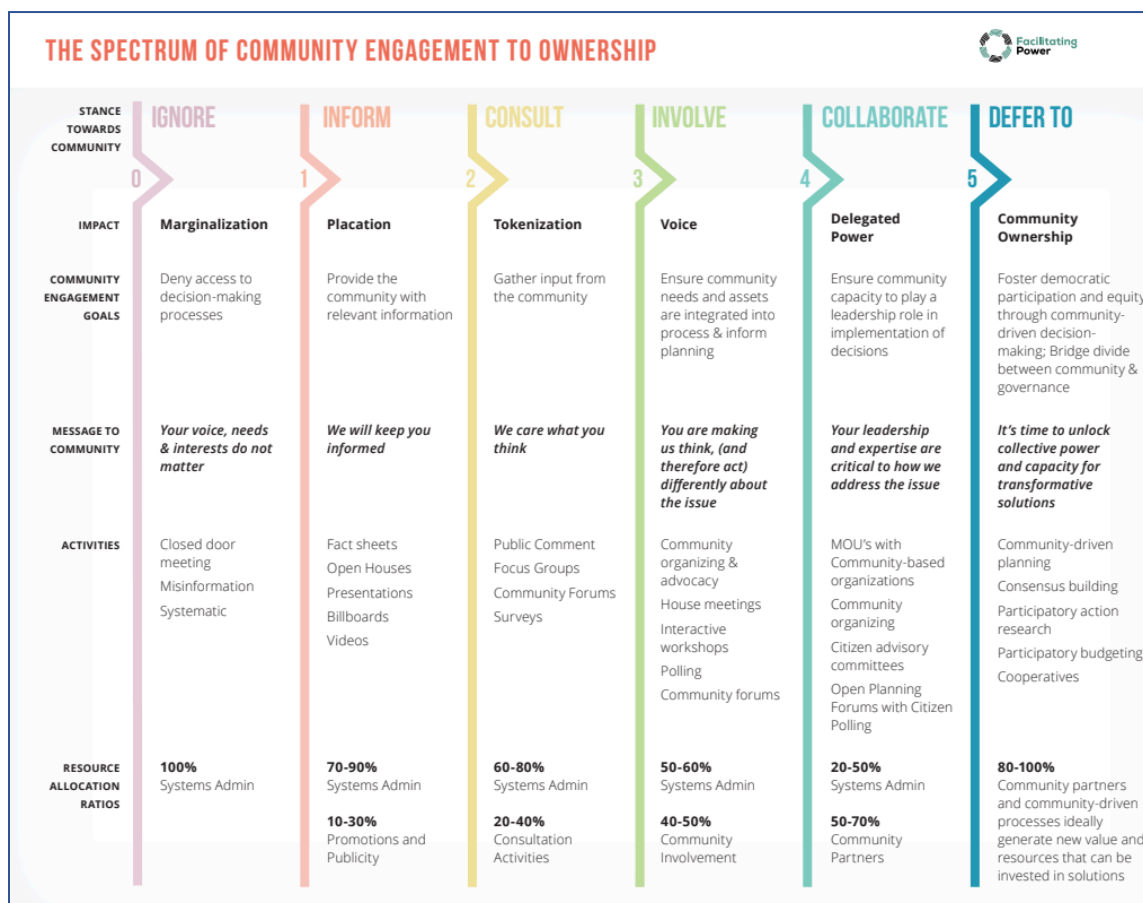 THE SPECTRUM OF COMMUNITY ENGAGEMENT TO OWNERSHIP
Facilitating
Power
STANCE
TOWARDS
COMMUNITY
IGNORE
INFORM
CONSULT
INVOLVE
COLLABORATE
DEFER TO
0
1
2
3
4
5
IMPACT
Marginalization
Placation
Tokenization
Voice
Delegated
Power
Community
Ownership
COMMUNITY
ENGAGEMENT
GOALS
Deny access to
decision-making
processes
Provide the
community with
relevant information
Gather input from
the community
Ensure community
needs and assets
are integrated into
process & inform
planning
Ensure community
capacity to play a
leadership role in
implementation of
decisions
Foster democratic
participation and equity
through community-
driven decision-
making; Bridge divide
between community &
governance
MESSAGE TO
COMMUNITY
Your voice, needs
& interests do not
matter
We will keep you
informed
We care what you
think
You are making
us think, (and
therefore act)
differently about
the issue
Your leadership
and expertise are
critical to how we
address the issue
It's time to unlock
collective power
and capacity for
transformative
solutions
ACTIVITIES
Closed door
meeting
Misinformation
Systematic
Fact sheets
Open Houses
Presentations
Billboards
Videos
Public Comment
Focus Groups
Community Forums
Surveys
Community
organizing &
advocacy
House meetings
Interactive
workshops
Polling
Community forums
MOU's with
Community-based
organizations
Community
organizing
Citizen advisory
committees
Open Planning
Forums with Citizen
Polling
Community-driven
planning
Consensus building
Participatory action
research
Participatory budgeting
Cooperatives
RESOURCE
ALLOCATION
RATIOS
100%
Systems Admin
70-90%
Systems Admin
10-30%
Promotions and
Publicity
60-80%
Systems Admin
20-40%
Consultation
Activities
50-60%
Systems Admin
40-50%
Community
Involvement
20-50%
Systems Admin
50-70%
Community
Partners
80-100%
Community partners
and community-driven
processes ideally
generate new value and
resources that can be
invested in solutions